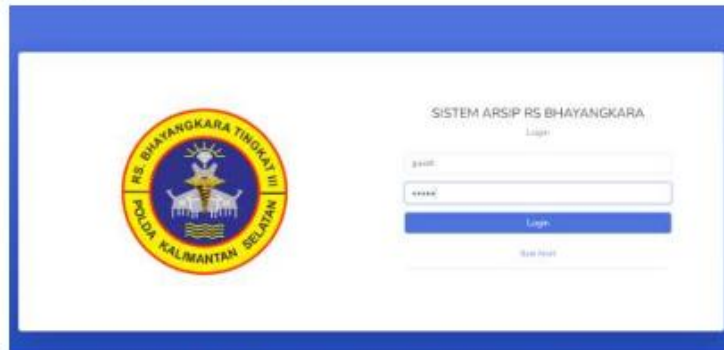 RS. BHAYANGKARA TINGKAT III
POLDA KALIMANTAN SELATAN
SISTEM ARSIP RS BHAYANGKARA
Login
Login